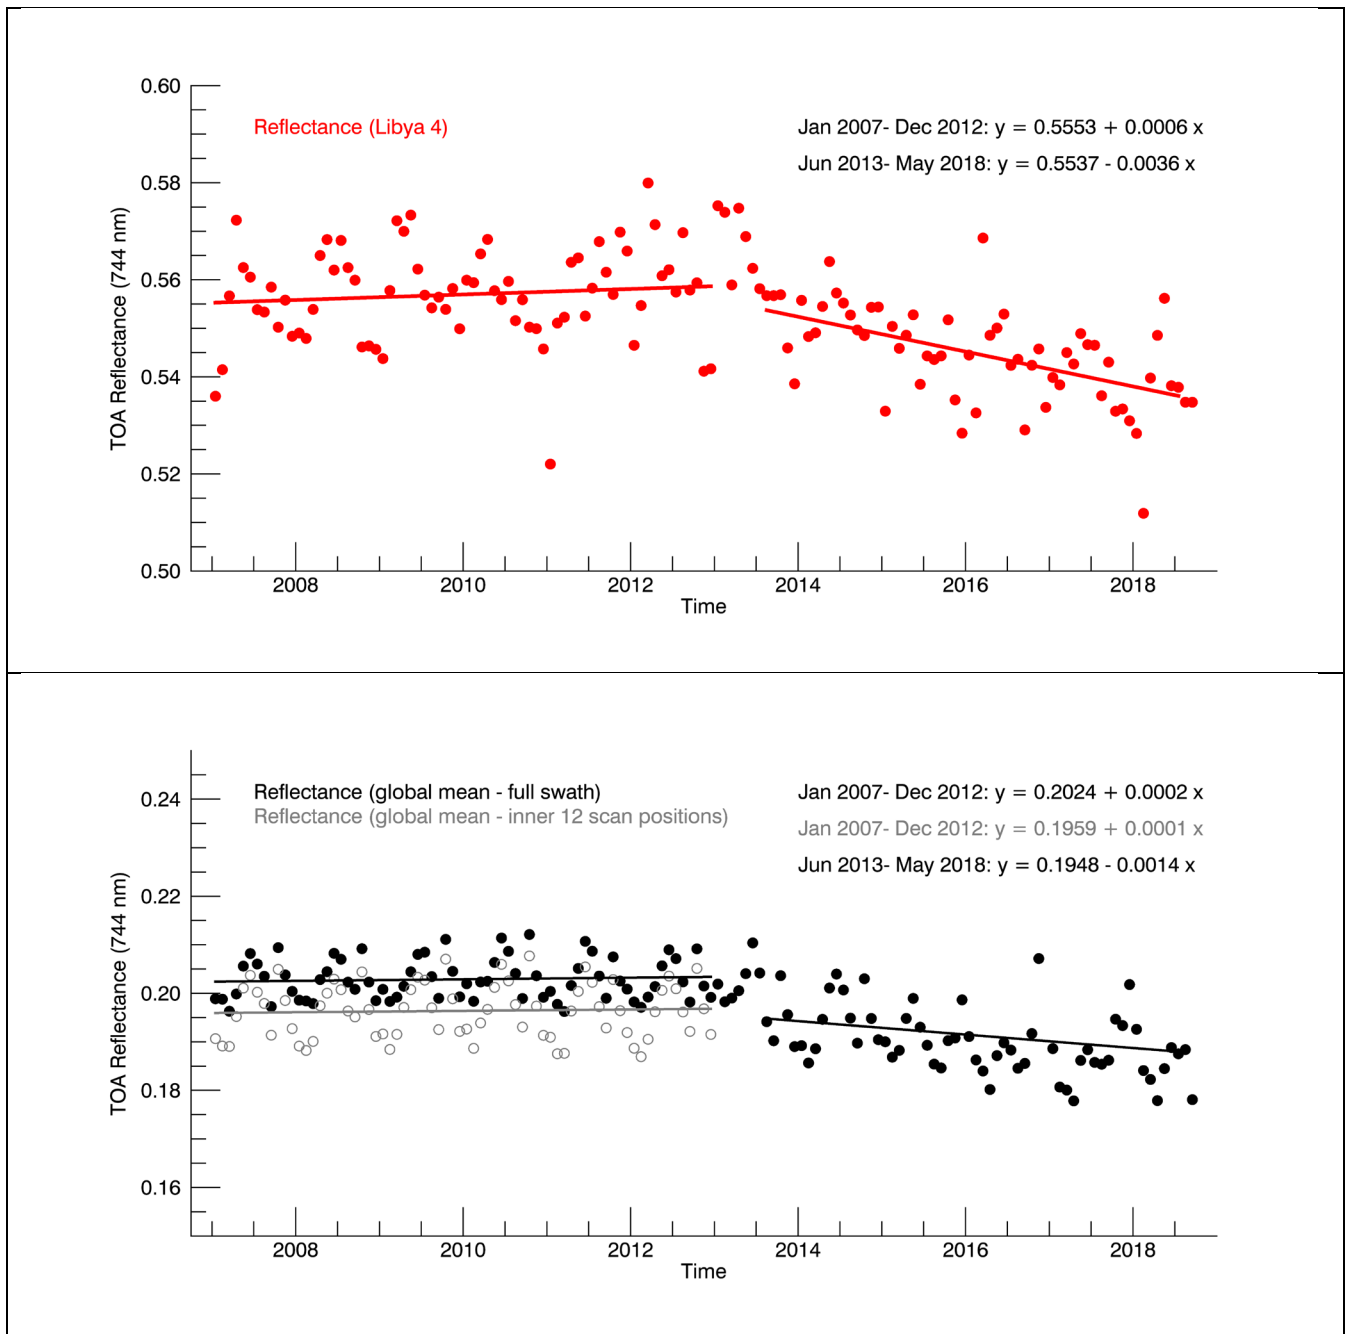 0.60
Reflectance (Libya 4)
Jan 2007- Dec 2012: y = 0.5553 + 0.0006 x
Jun 2013- May 2018: y = 0.5537 - 0.0036 x
0.58
0.56
0.54
0.52
0.50
TOA Reflectance (744 nm)
2008 2010 2012 2014 2016 2018
Time
Reflectance (global mean - full swath)
Reflectance (global mean - inner 12 scan positions)
Jan 2007- Dec 2012: y = 0.2024 + 0.0002 x
Jan 2007- Dec 2012: y = 0.1959 + 0.0001 x
Jun 2013- May 2018: y = 0.1948 - 0.0014 x
0.24
0.22
0.20
0.18
0.16
TOA Reflectance (744 nm)
2008 2010 2012 2014 2016 2018
Time